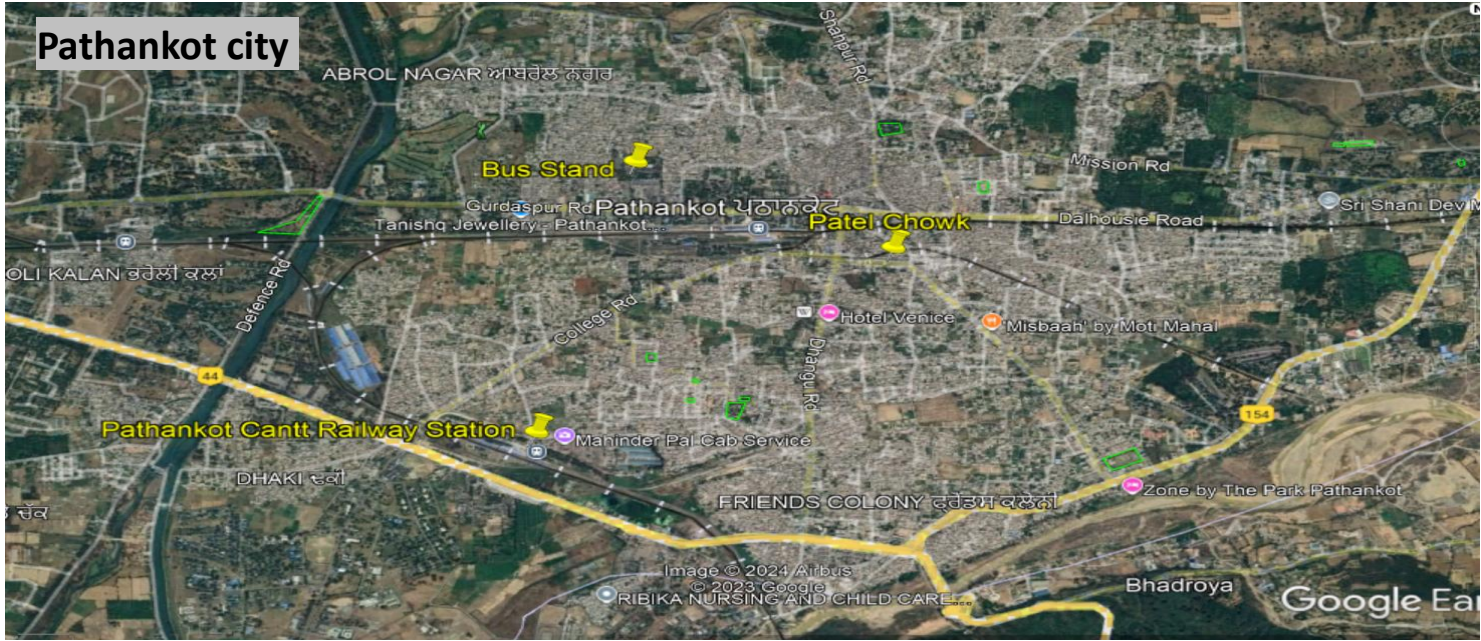 Pathankot city
ABROL NAGAR ਆਬਰੋਲ ਨਗਰ
Shahpur Rd
Bus Stand
Mission Rd
Gurdaspur Rd
Pathankot ਪਠਾਨਕੋਟ
Sri Shani Dev M
Tanishq Jewellery - Pathankot...
Patel Chowk
Dalhousie Road
OLI KALAN ਭਰੋਲੀ ਕਲਾਂ
Defence Rd
College Rd
W
Hotel Venice
'Misbaah' by Moti Mahal
Dhangu Rd
44
154
Pathankot Cantt Railway Station
Mahinder Pal Cab Service
DHAKI ਢਕੀ
FRIENDS COLONY ਫਰੇਂਡਸ ਕਲੋਨੀ
Zone by The Park Pathankot
ਚੱਕ
Image © 2024 Airbus
© 2023 Google
RIBIKA NURSING AND CHILD CARE
Bhadroya
Google Ear